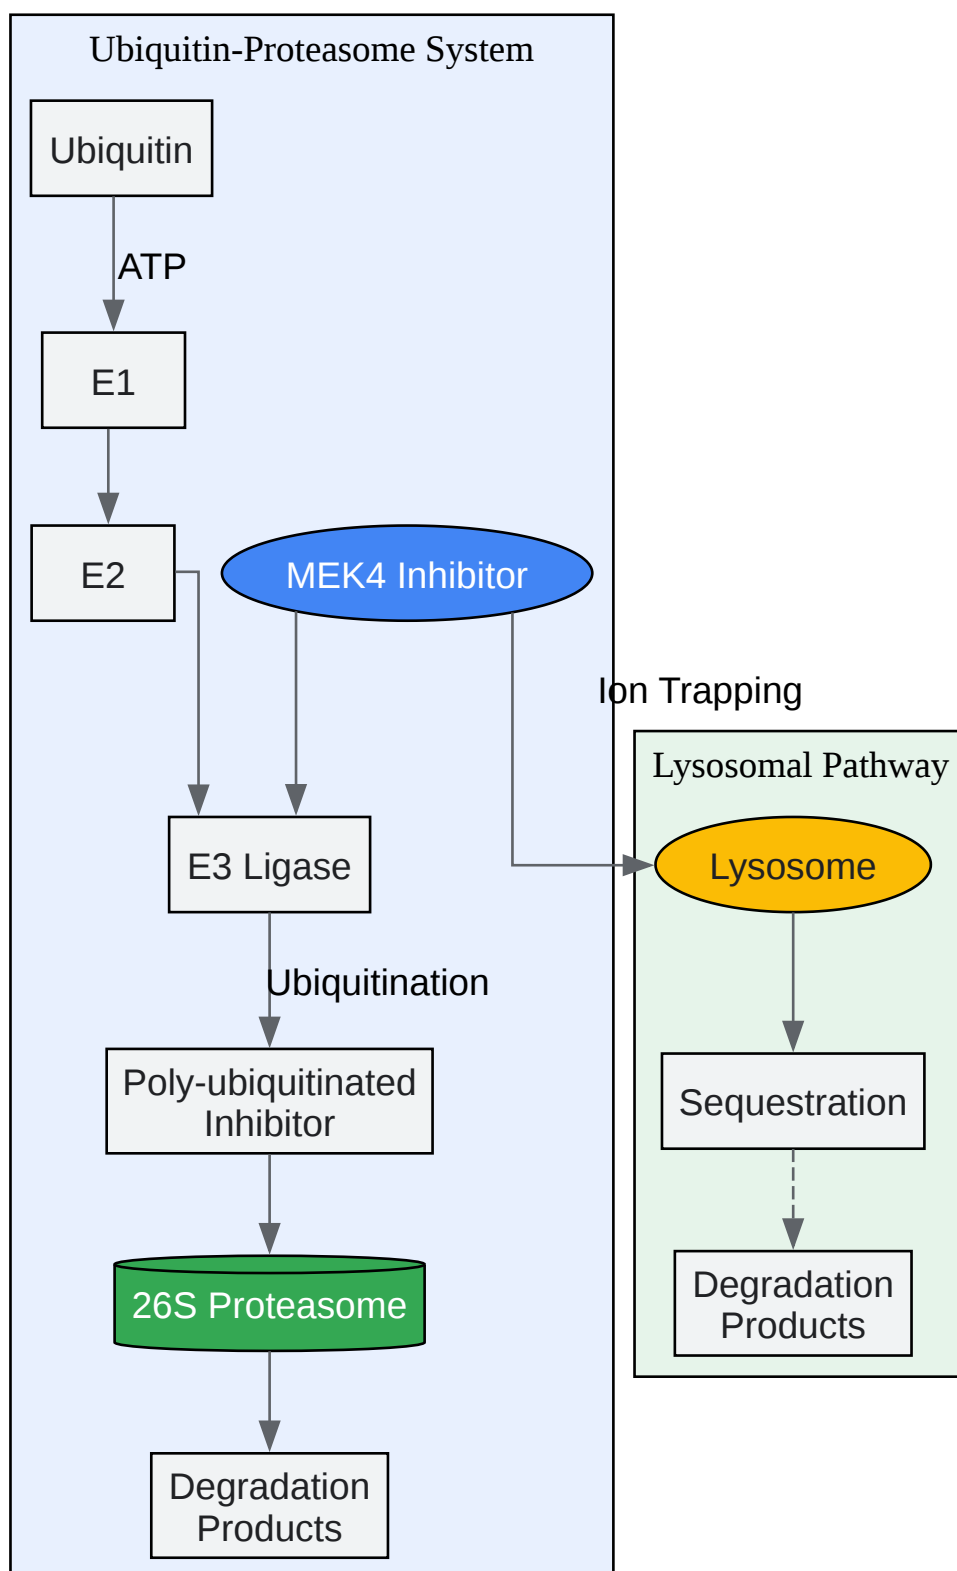 Ubiquitin-Proteasome System
Ubiquitin
ATP
E1
E2
MEK4 Inhibitor
Ion Trapping
Lysosomal Pathway
Lysosome
E3 Ligase
Ubiquitination
Poly-ubiquitinated
Inhibitor
Sequestration
26S Proteasome
Degradation
Products
Degradation
Products